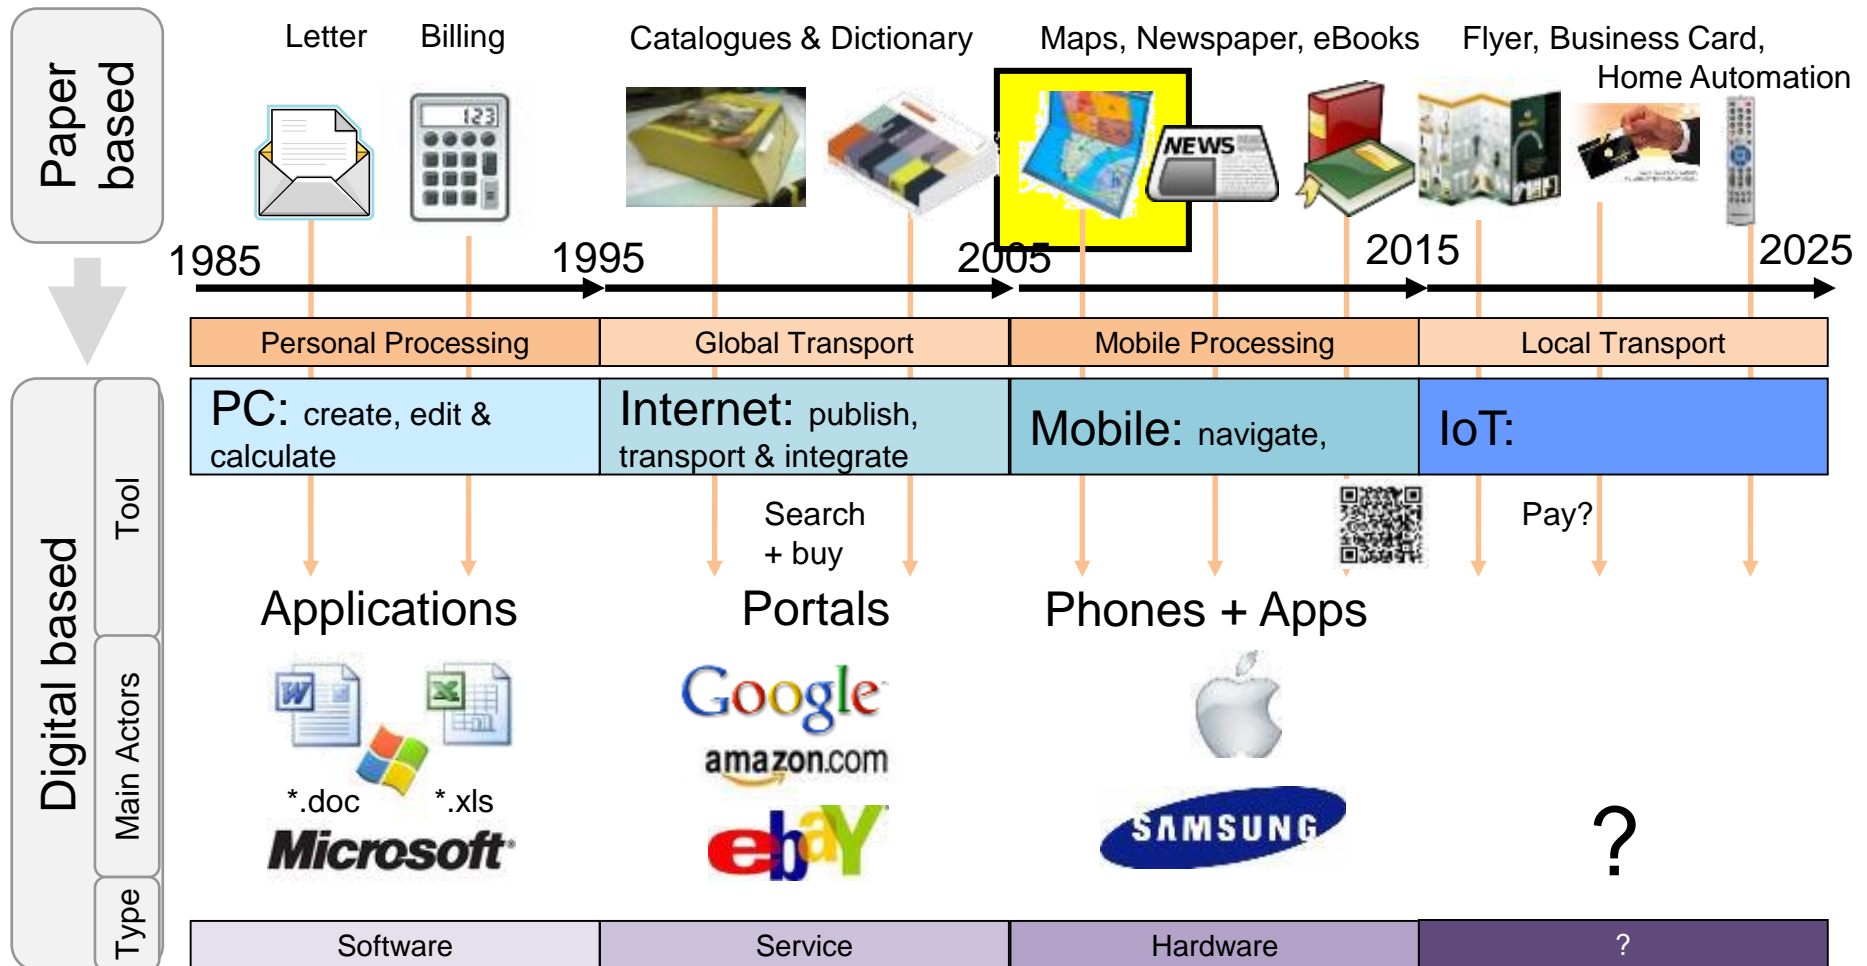 Paper
based
Letter
Billing
Catalogues & Dictionary
Maps, Newspaper, eBooks
Flyer, Business Card,
Home Automation
123
NEWS
1985
1995
2005
2015
2025
Personal Processing
Global Transport
Mobile Processing
Local Transport
Digital based
Tool
PC: create, edit &
calculate
Internet: publish,
transport & integrate
Mobile: navigate,
IoT:
Search
+ buy
Pay?
Applications
Portals
Phones + Apps
Main Actors
W
X
*.doc
*.xls
Microsoft
Google
amazon.com
ebaY
SAMSUNG
?
Type
Software
Service
Hardware
?